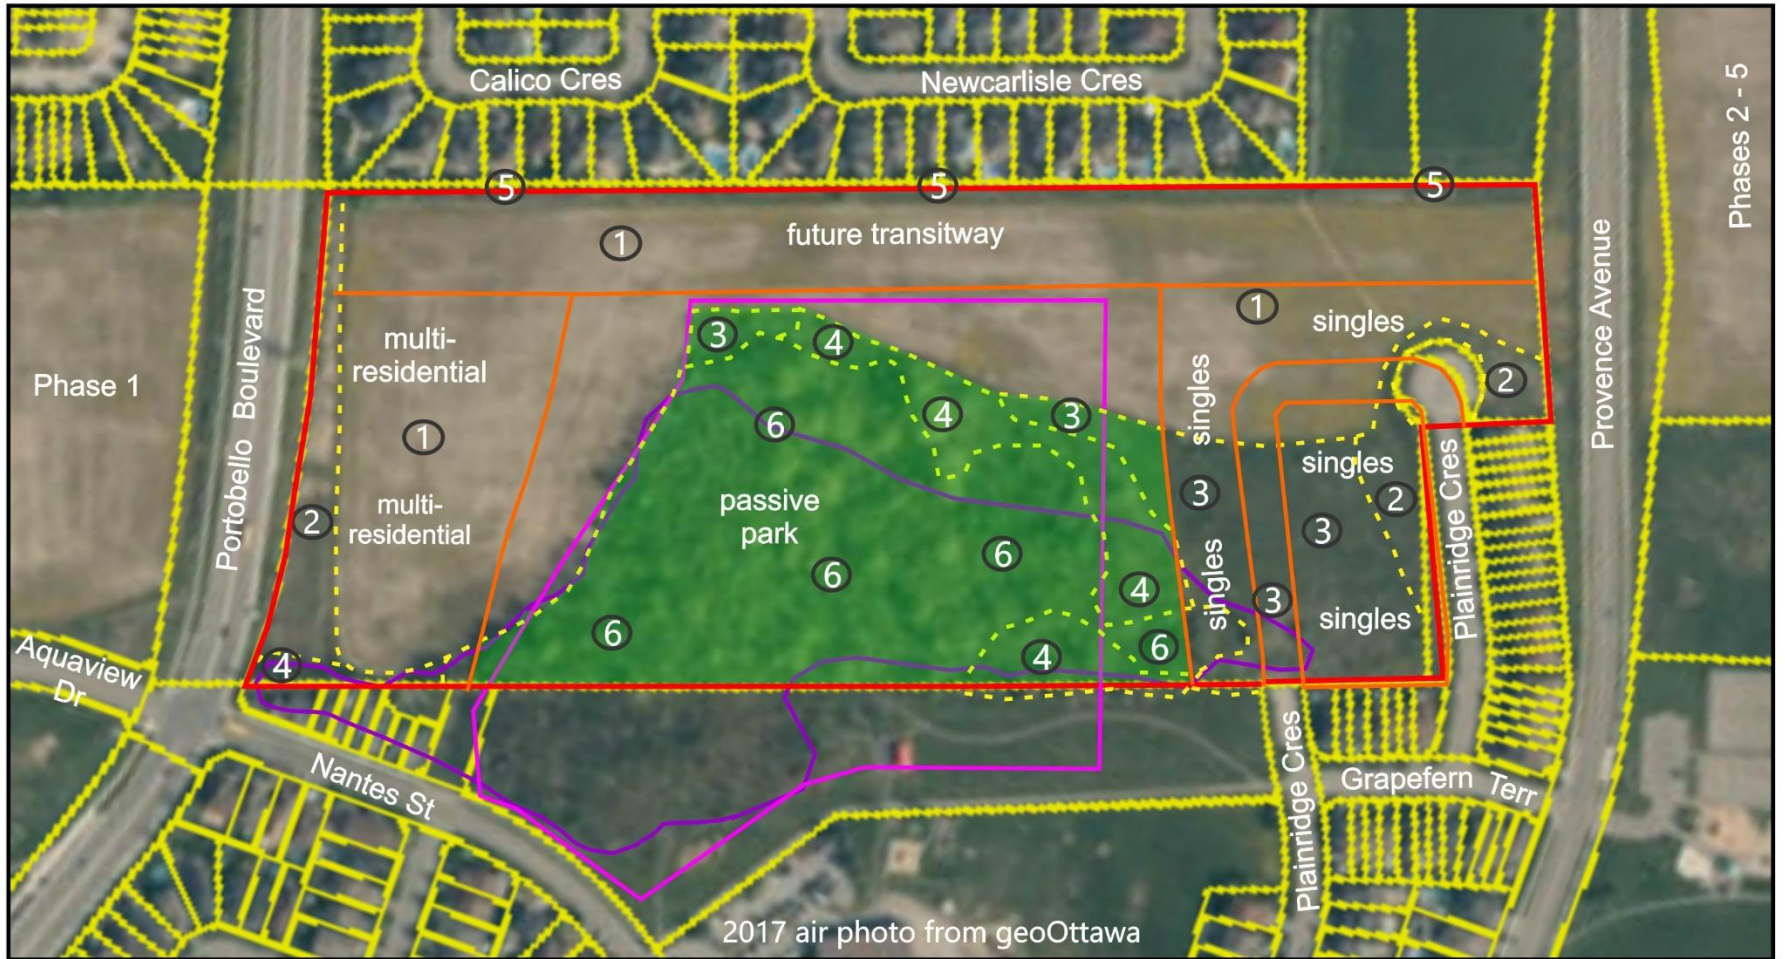 Calico Cres
Newcarlisle Cres
Phases 2 - 5
5
5
5
1
future transitway
Provence Avenue
Portobello Boulevard
Phase 1
multi-
residential
1
multi-
residential
2
3
4
4
3
6
passive
park
6
6
6
4
4
6
1
singles
singles
2
singles
2
3
3
singles
3
singles
Plainridge Cres
4
Aquaview
Dr
Nantes St
Plainridge Cres
Grapefern Terr
2017 air photo from geoOttawa